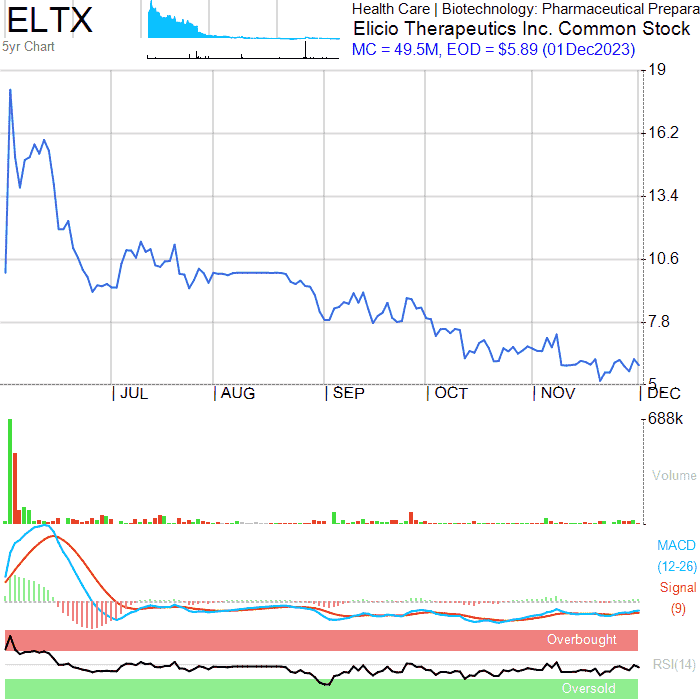 ELTX
5yr Chart
Health Care | Biotechnology: Pharmaceutical Prepara
Elicio Therapeutics Inc. Common Stock
MC = 49.5M, EOD = $5.89 (01Dec2023)
19
16.2
13.4
10.6
7.8
5
JUL
AUG
SEP
OCT
NOV
DEC
688k
Volume
MACD
(12-26)
Signal
(9)
Overbought
RSI(14)
Oversold